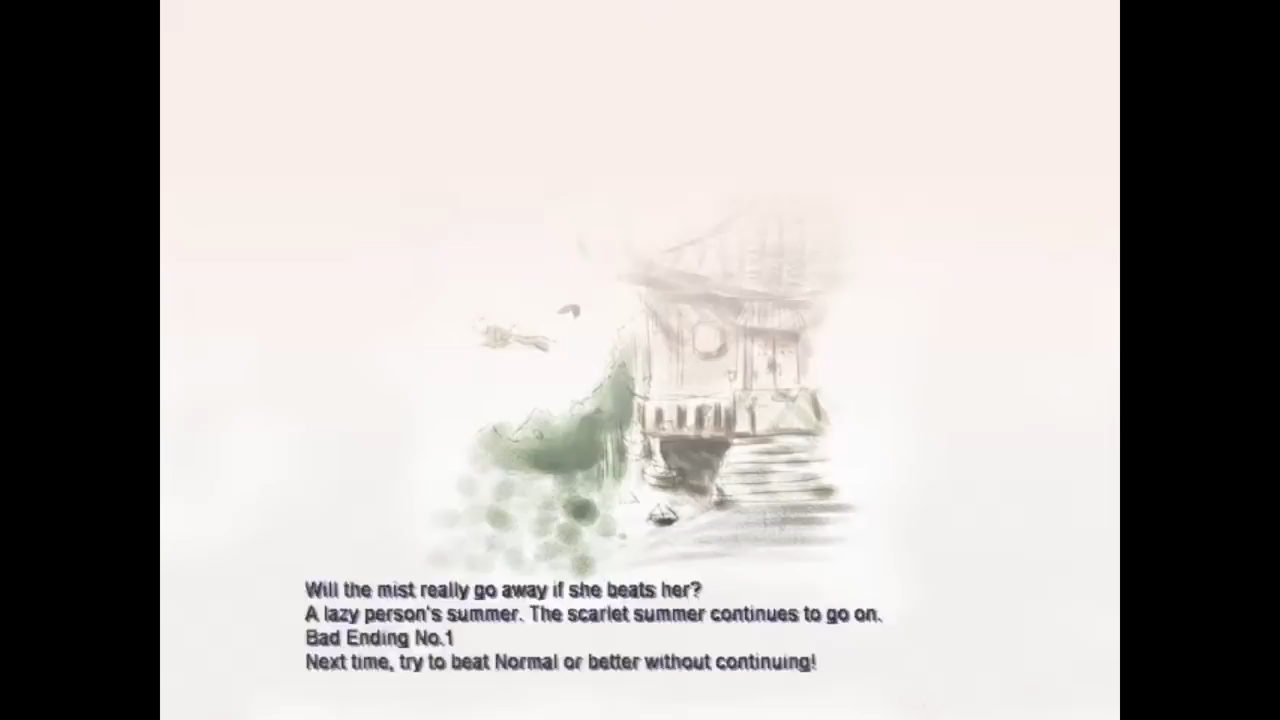 Will the mist really go away if she beats her?
A lazy person's summer. The scarlet summer continues to go on.
Bad Ending No.1
Next time, try to beat Normal or better without continuing!